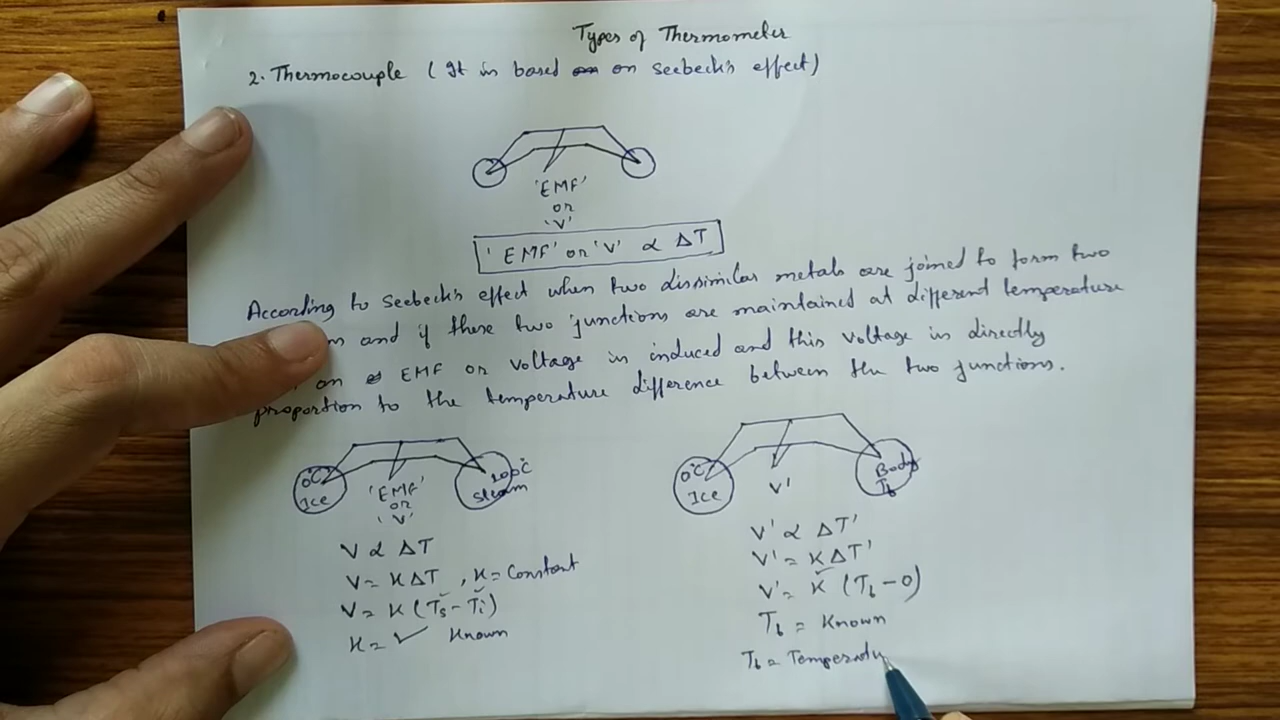 Types of Thermometer
2. Thermocouple (It is based on on Seebeck's effect)
'EMF'
or
'V'
'EMF' or 'V' ∝ ΔT
According to Seebeck's effect when two dissimilar metals are joined to form two
and if these two junctions are maintained at different temperature
an EMF or voltage is induced and this voltage is directly
proportion to the temperature difference between the two junctions.
0°C
Ice
'EMF'
or
'V'
100°C
Steam
0°C
Ice
V'
Body
Tb
V ∝ ΔT
V = KΔT , K = Constant
V = K (Ts - Ti)
K = ✓ Known
V' ∝ ΔT'
V' = KΔT'
V' = K (Tb - 0)
Tb = Known
Tb = Temperatu